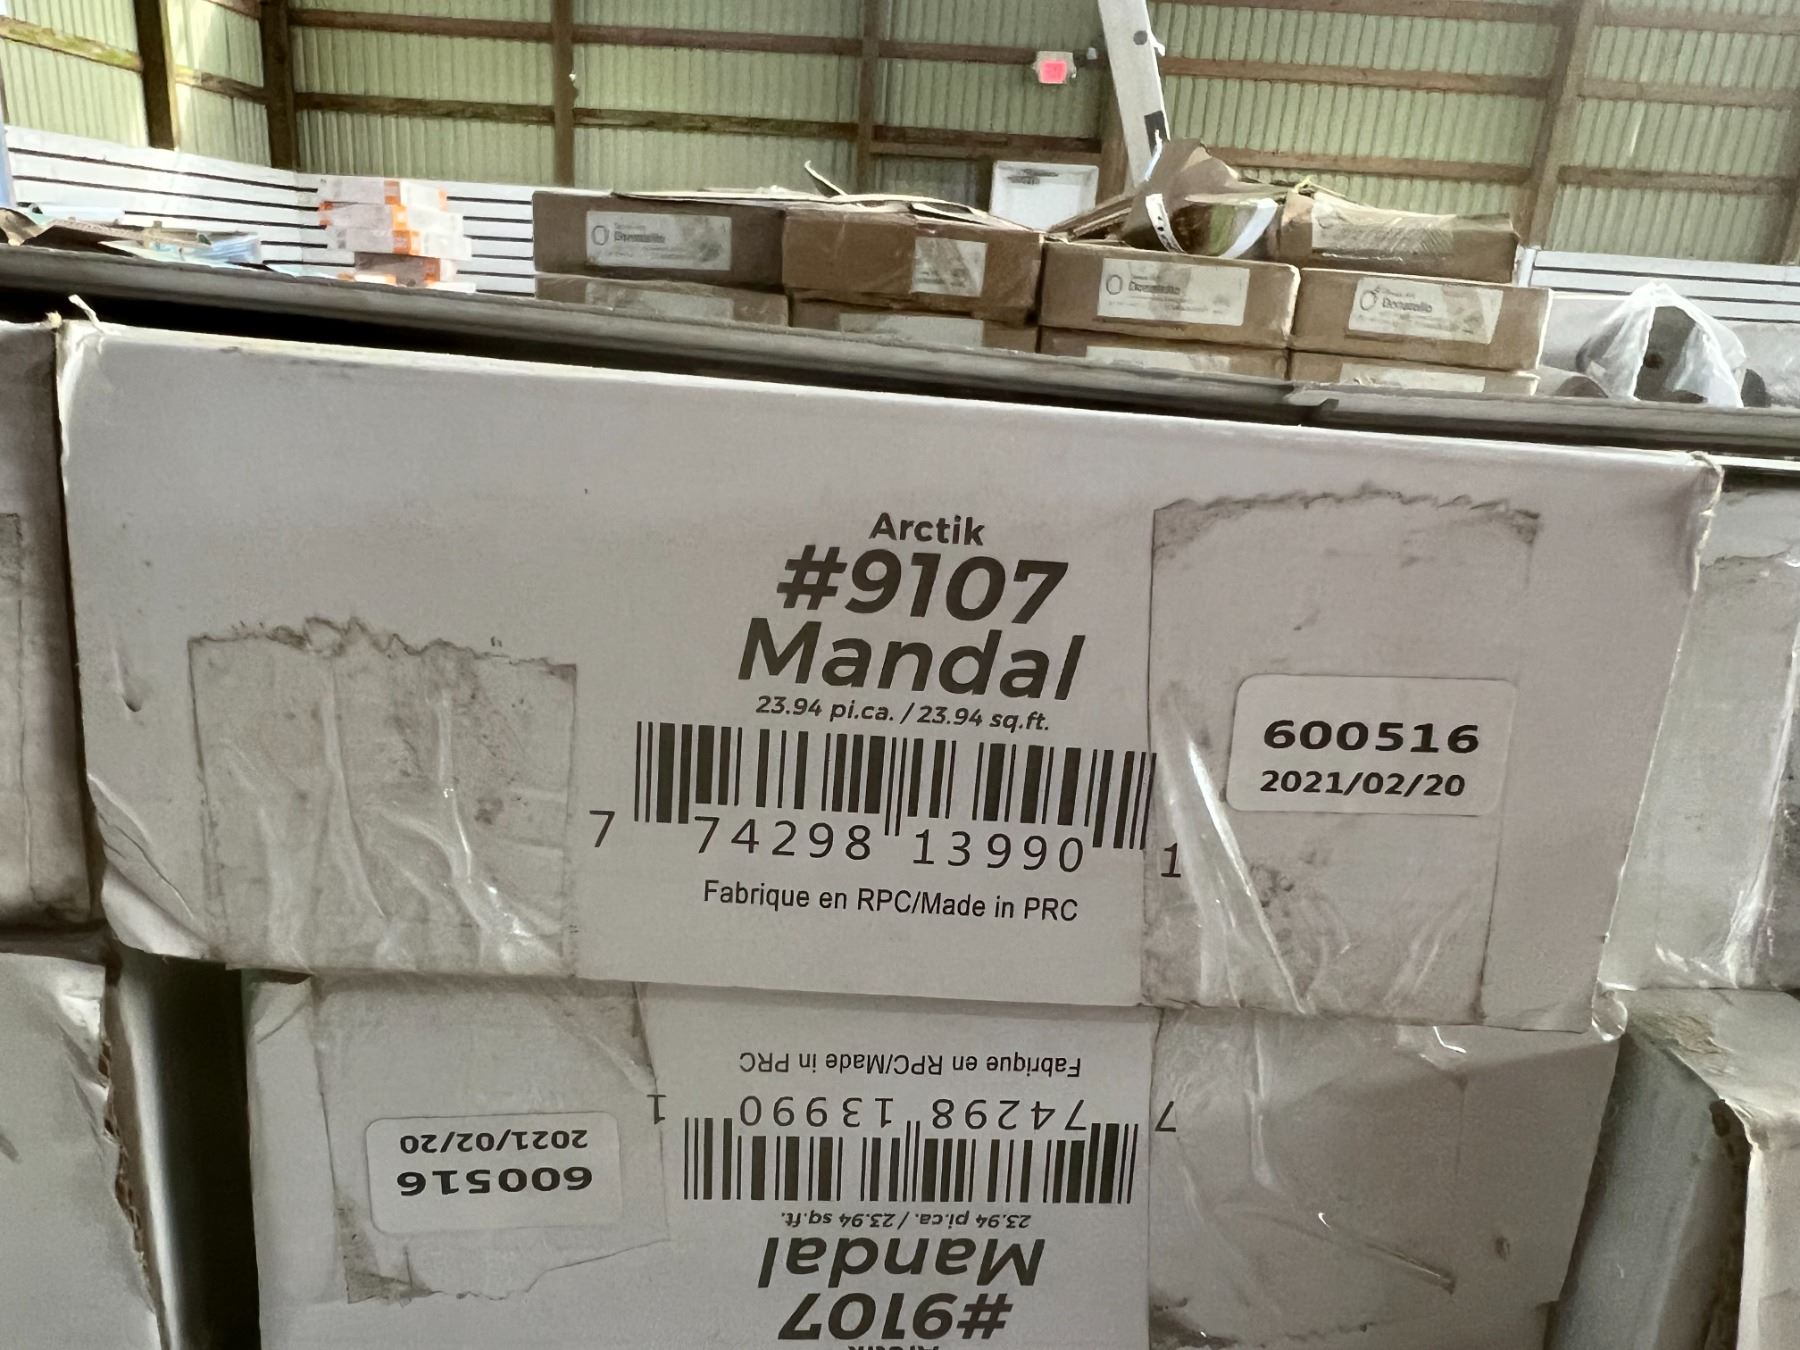 Arctik
#9107
Mandal
23.94 pi.ca. / 23.94 sq.ft.
7 74298 13990 1
Fabrique en RPC/Made in PRC
600516
2021/02/20
Fabrique en RPC/Made in PRC
7 74298 13990 1
23.94 pi.ca. / 23.94 sq.ft.
Mandal
#9107
600516
2021/02/20